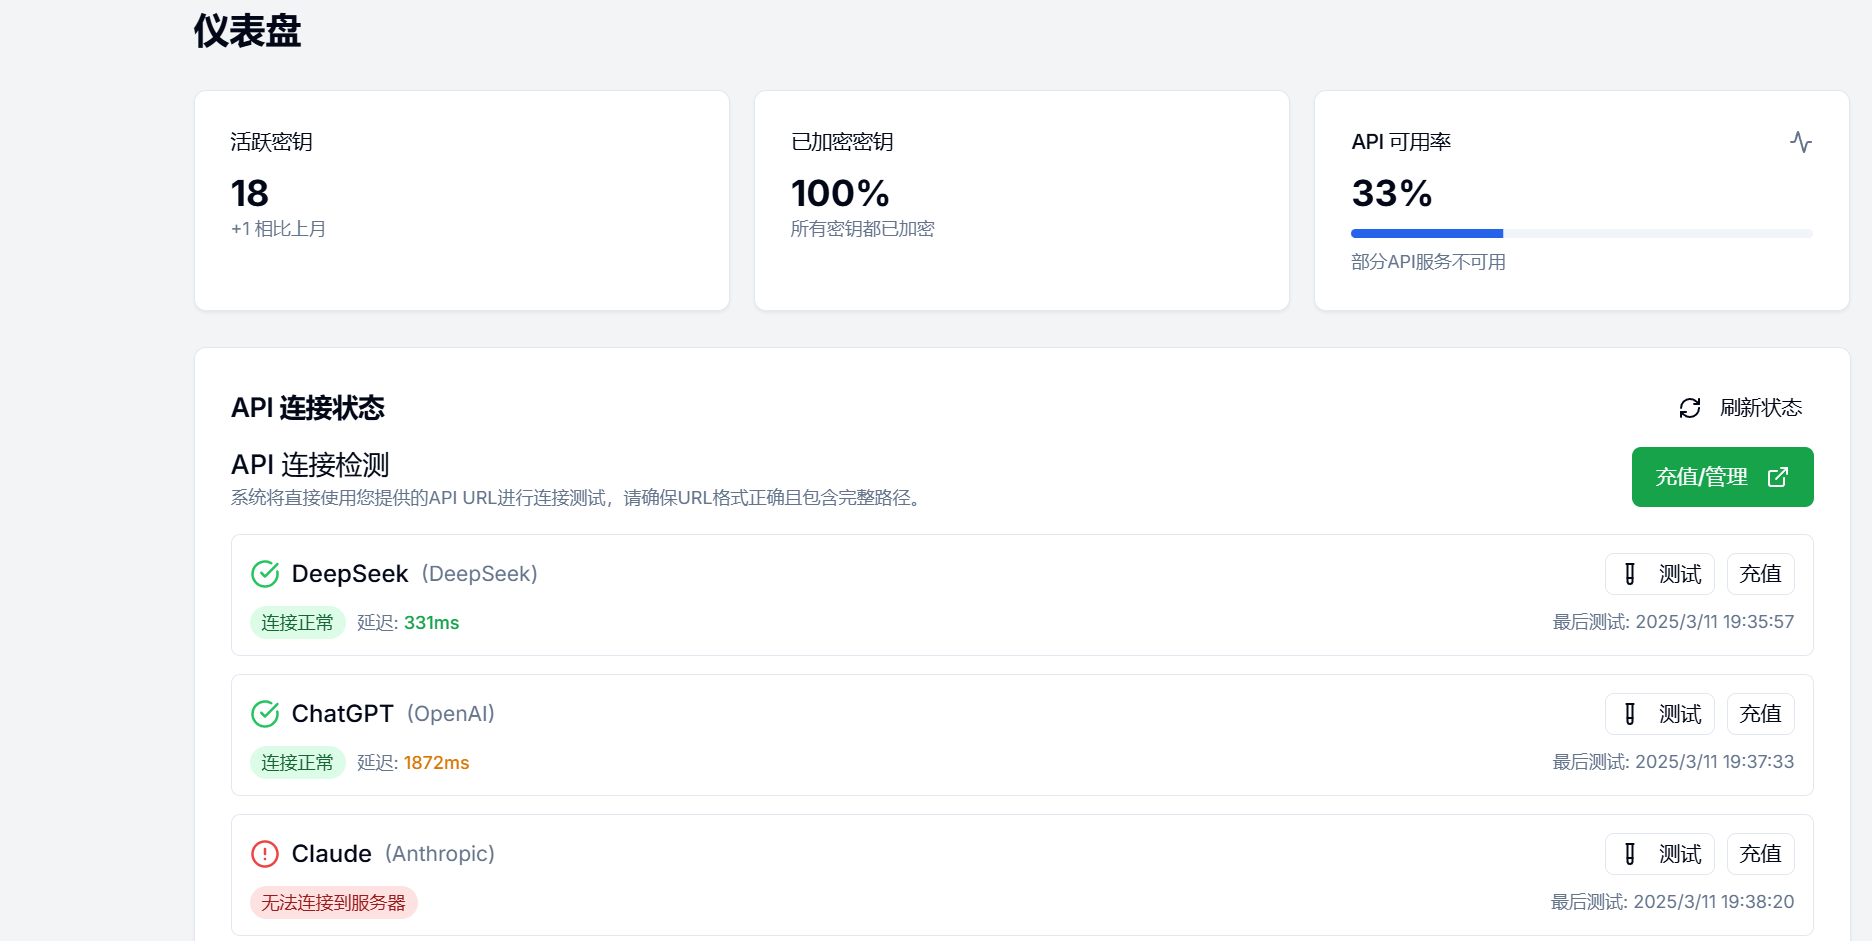 仪表盘
活跃密钥
18
+1 相比上月
已加密密钥
100%
所有密钥都已加密
API 可用率
33%
部分API服务不可用
API 连接状态
刷新状态
API 连接检测
系统将直接使用您提供的API URL进行连接测试，请确保URL格式正确且包含完整路径。
充值/管理
DeepSeek (DeepSeek)
测试 充值
连接正常 延迟: 331ms
最后测试: 2025/3/11 19:35:57
ChatGPT (OpenAI)
测试 充值
连接正常 延迟: 1872ms
最后测试: 2025/3/11 19:37:33
Claude (Anthropic)
测试 充值
无法连接到服务器
最后测试: 2025/3/11 19:38:20